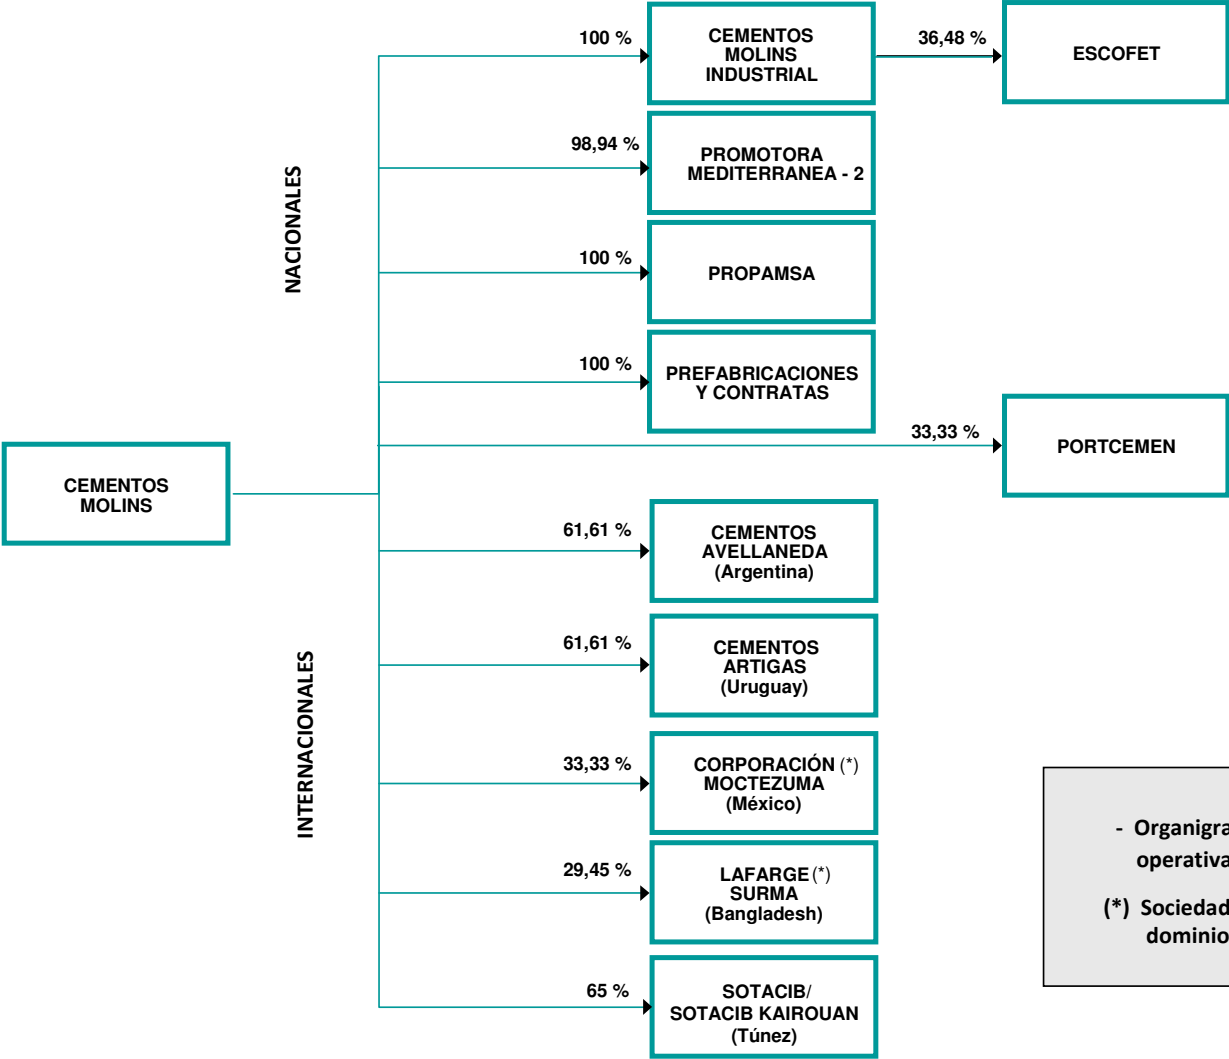 100 %
CEMENTOS
MOLINS
INDUSTRIAL
36,48 %
ESCOFET
98,94 %
PROMOTORA
MEDITERRANEA - 2
NACIONALES
100 %
PROPAMSA
100 %
PREFABRICACIONES
Y CONTRATAS
33,33 %
PORTCEMEN
CEMENTOS
MOLINS
61,61 %
CEMENTOS
AVELLANEDA
(Argentina)
61,61 %
CEMENTOS
ARTIGAS
(Uruguay)
INTERNACIONALES
33,33 %
CORPORACIÓN (*)
MOCTEZUMA
(México)
29,45 %
LAFARGE (*)
SURMA
(Bangladesh)
65 %
SOTACIB/
SOTACIB KAIROUAN
(Túnez)
- Organigra
operativa
(*) Sociedad
dominio